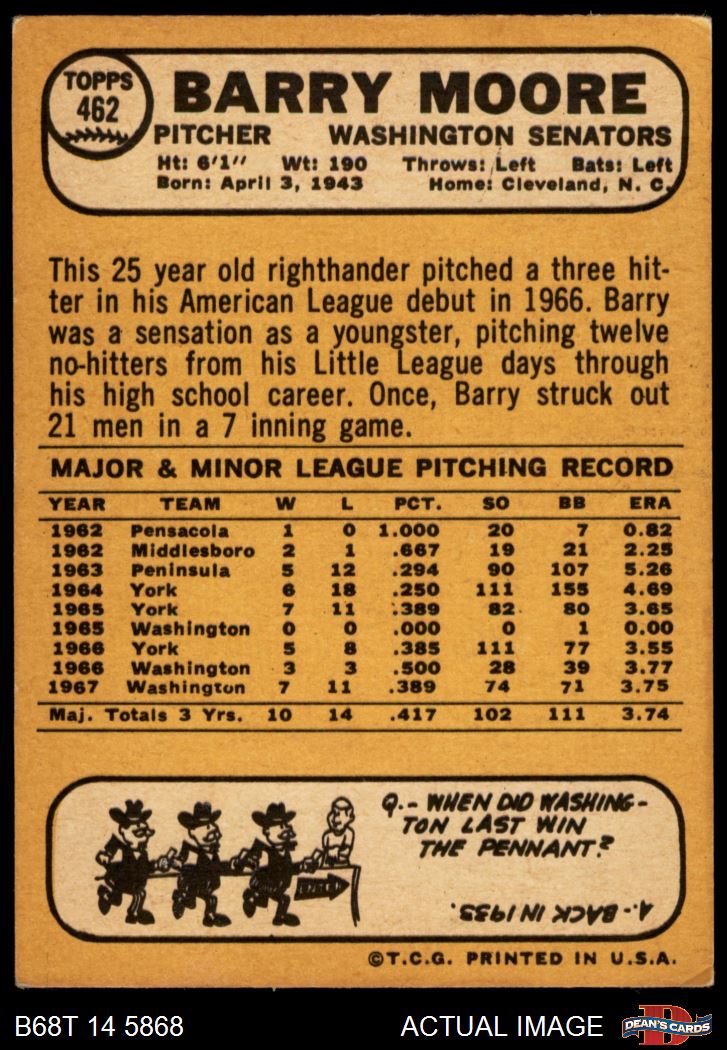 TOPPS
462
BARRY MOORE
PITCHER WASHINGTON SENATORS
Ht: 6'1" Wt: 190 Throws: Left Bats: Left
Born: April 3, 1943 Home: Cleveland, N. C.
This 25 year old righthander pitched a three hit-
ter in his American League debut in 1966. Barry
was a sensation as a youngster, pitching twelve
no-hitters from his Little League days through
his high school career. Once, Barry struck out
21 men in a 7 inning game.
MAJOR & MINOR LEAGUE PITCHING RECORD
YEAR TEAM W L PCT. SO BB ERA
1962 Pensacola 1 0 1.000 20 7 0.82
1962 Middlesboro 2 1 .667 19 21 2.25
1963 Peninsula 5 12 .294 90 107 5.26
1964 York 6 18 .250 111 155 4.69
1965 York 7 11 .389 82 80 3.65
1965 Washington 0 0 .000 0 1 0.00
1966 York 5 8 .385 111 77 3.55
1966 Washington 3 3 .500 28 39 3.77
1967 Washington 7 11 .389 74 71 3.75
Maj. Totals 3 Yrs. 10 14 .417 102 111 3.74
Q.- WHEN DID WASHING-
TON LAST WIN
THE PENNANT?
A.- BACK IN 1933.
©T.C.G. PRINTED IN U.S.A.
B68T 14 5868 ACTUAL IMAGE
DEAN'S CARDS